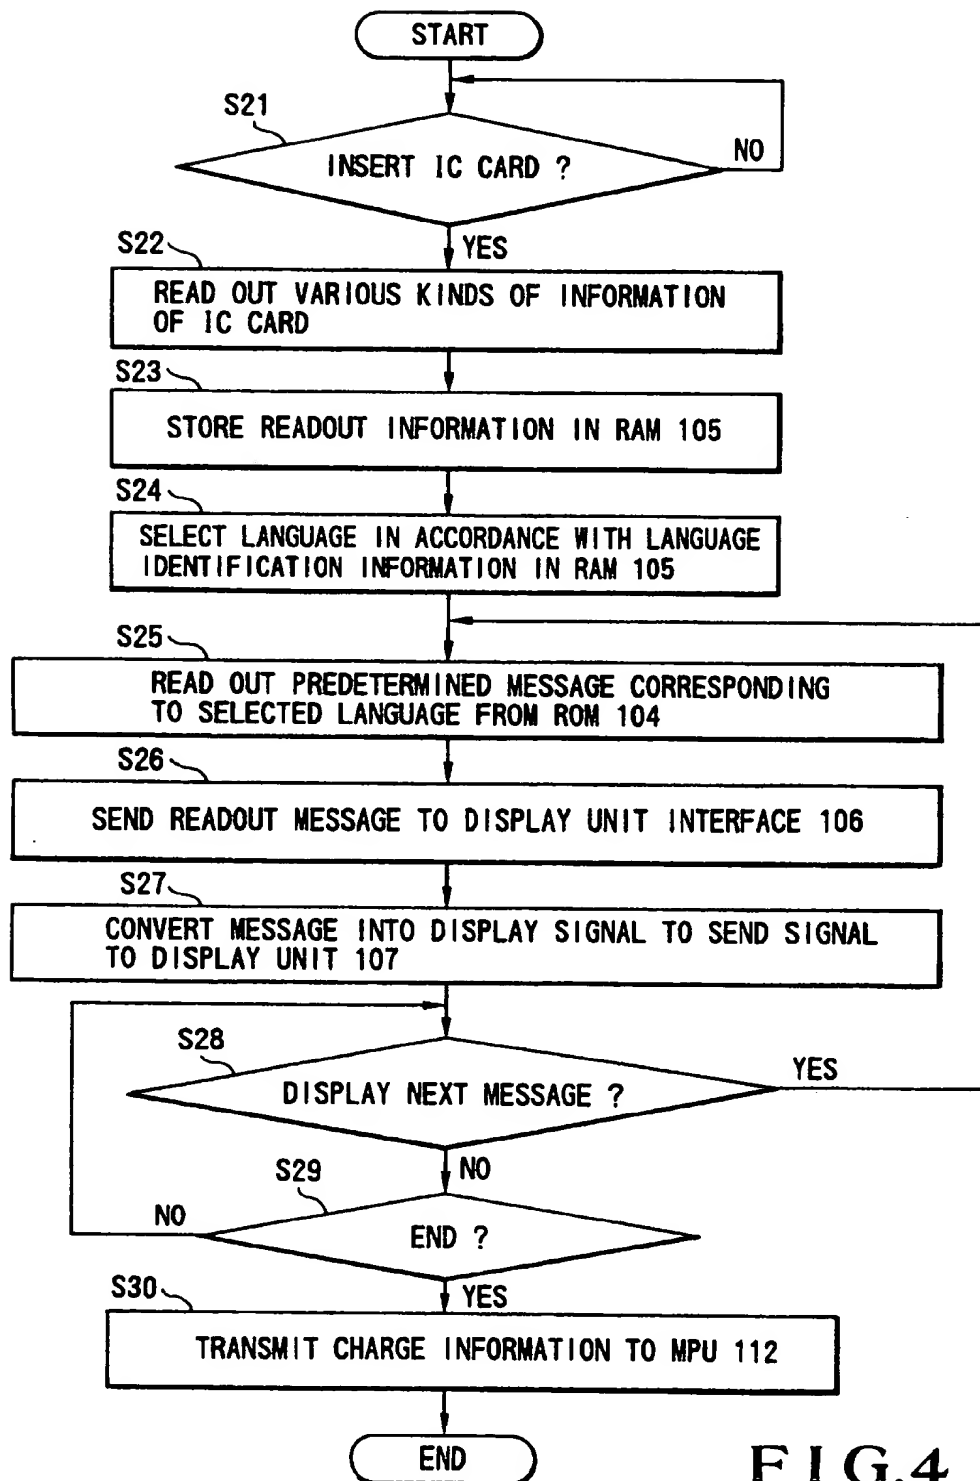 START
S21
INSERT IC CARD ?
NO
YES
S22
READ OUT VARIOUS KINDS OF INFORMATION
OF IC CARD
S23
STORE READOUT INFORMATION IN RAM 105
S24
SELECT LANGUAGE IN ACCORDANCE WITH LANGUAGE
IDENTIFICATION INFORMATION IN RAM 105
S25
READ OUT PREDETERMINED MESSAGE CORRESPONDING
TO SELECTED LANGUAGE FROM ROM 104
S26
SEND READOUT MESSAGE TO DISPLAY UNIT INTERFACE 106
S27
CONVERT MESSAGE INTO DISPLAY SIGNAL TO SEND SIGNAL
TO DISPLAY UNIT 107
S28
DISPLAY NEXT MESSAGE ?
YES
NO
S29
END ?
NO
YES
S30
TRANSMIT CHARGE INFORMATION TO MPU 112
END
FIG.4